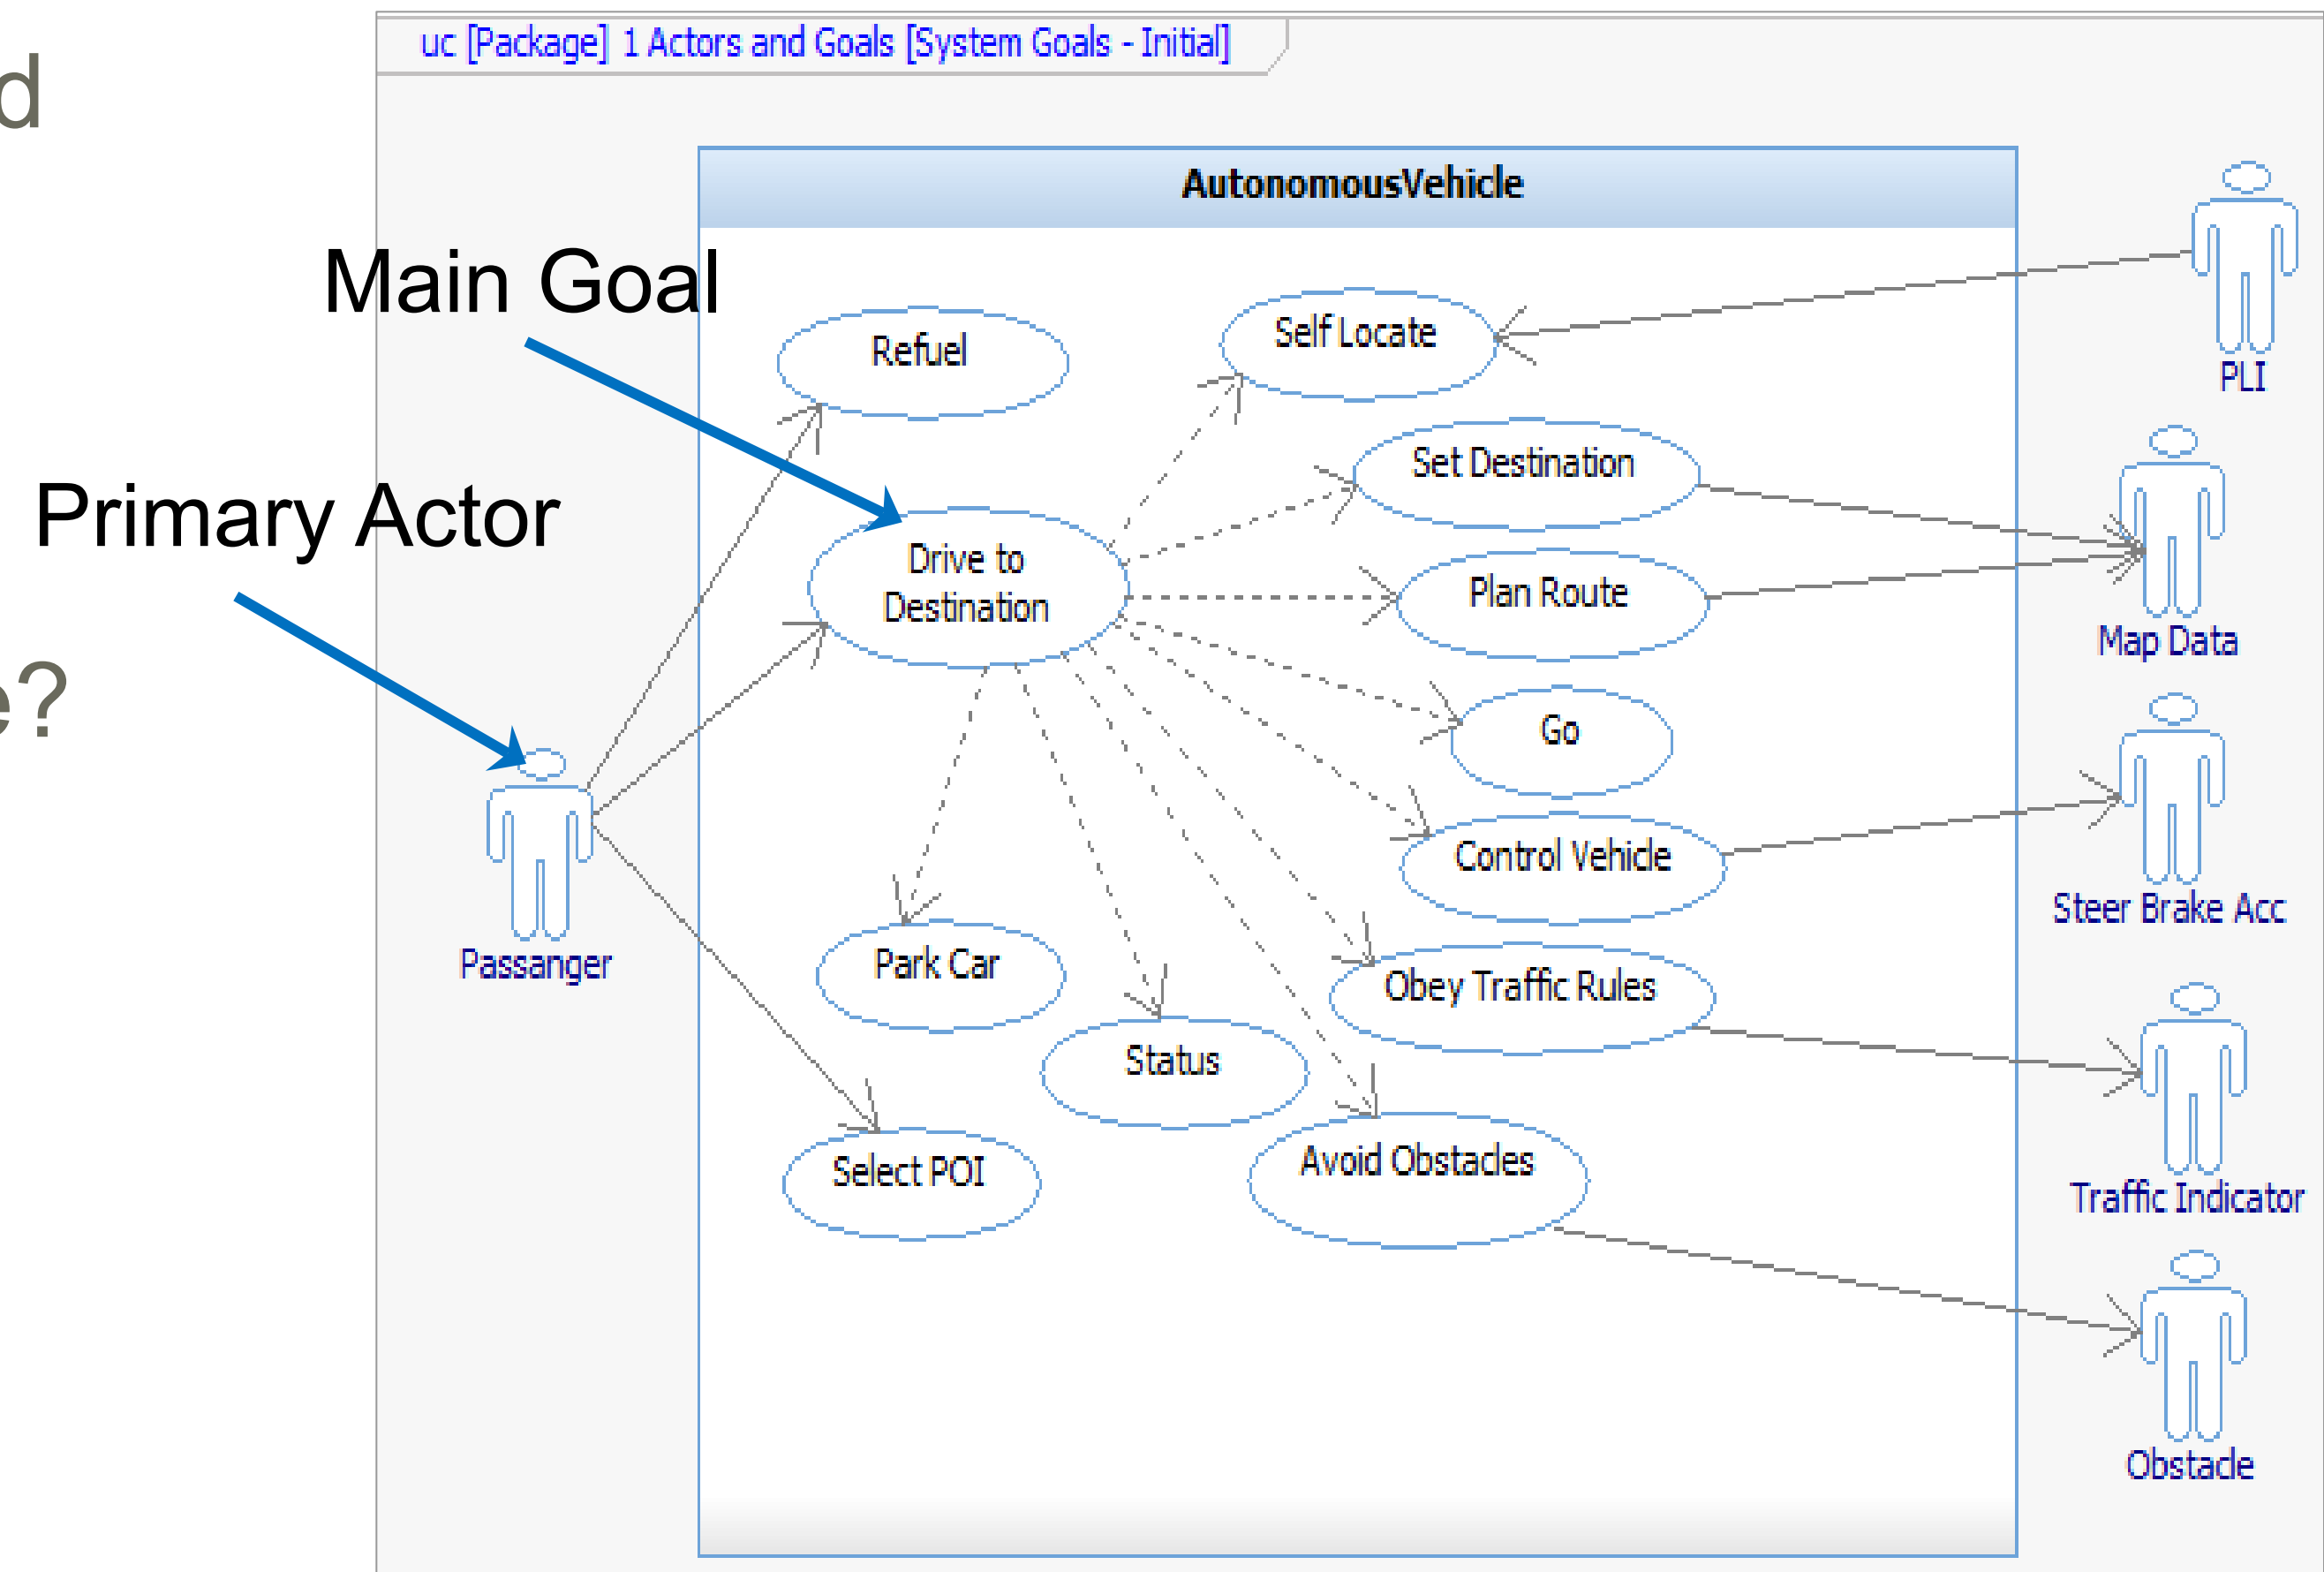 d
uc [Package] 1 Actors and Goals [System Goals - Initial]
AutonomousVehicle
Main Goal
Refuel
Self Locate
PLI
Set Destination
Primary Actor
Drive to
Destination
Plan Route
Map Data
e?
Go
Control Vehicle
Steer Brake Acc
Passanger
Park Car
Obey Traffic Rules
Status
Select POI
Avoid Obstacles
Traffic Indicator
Obstacle